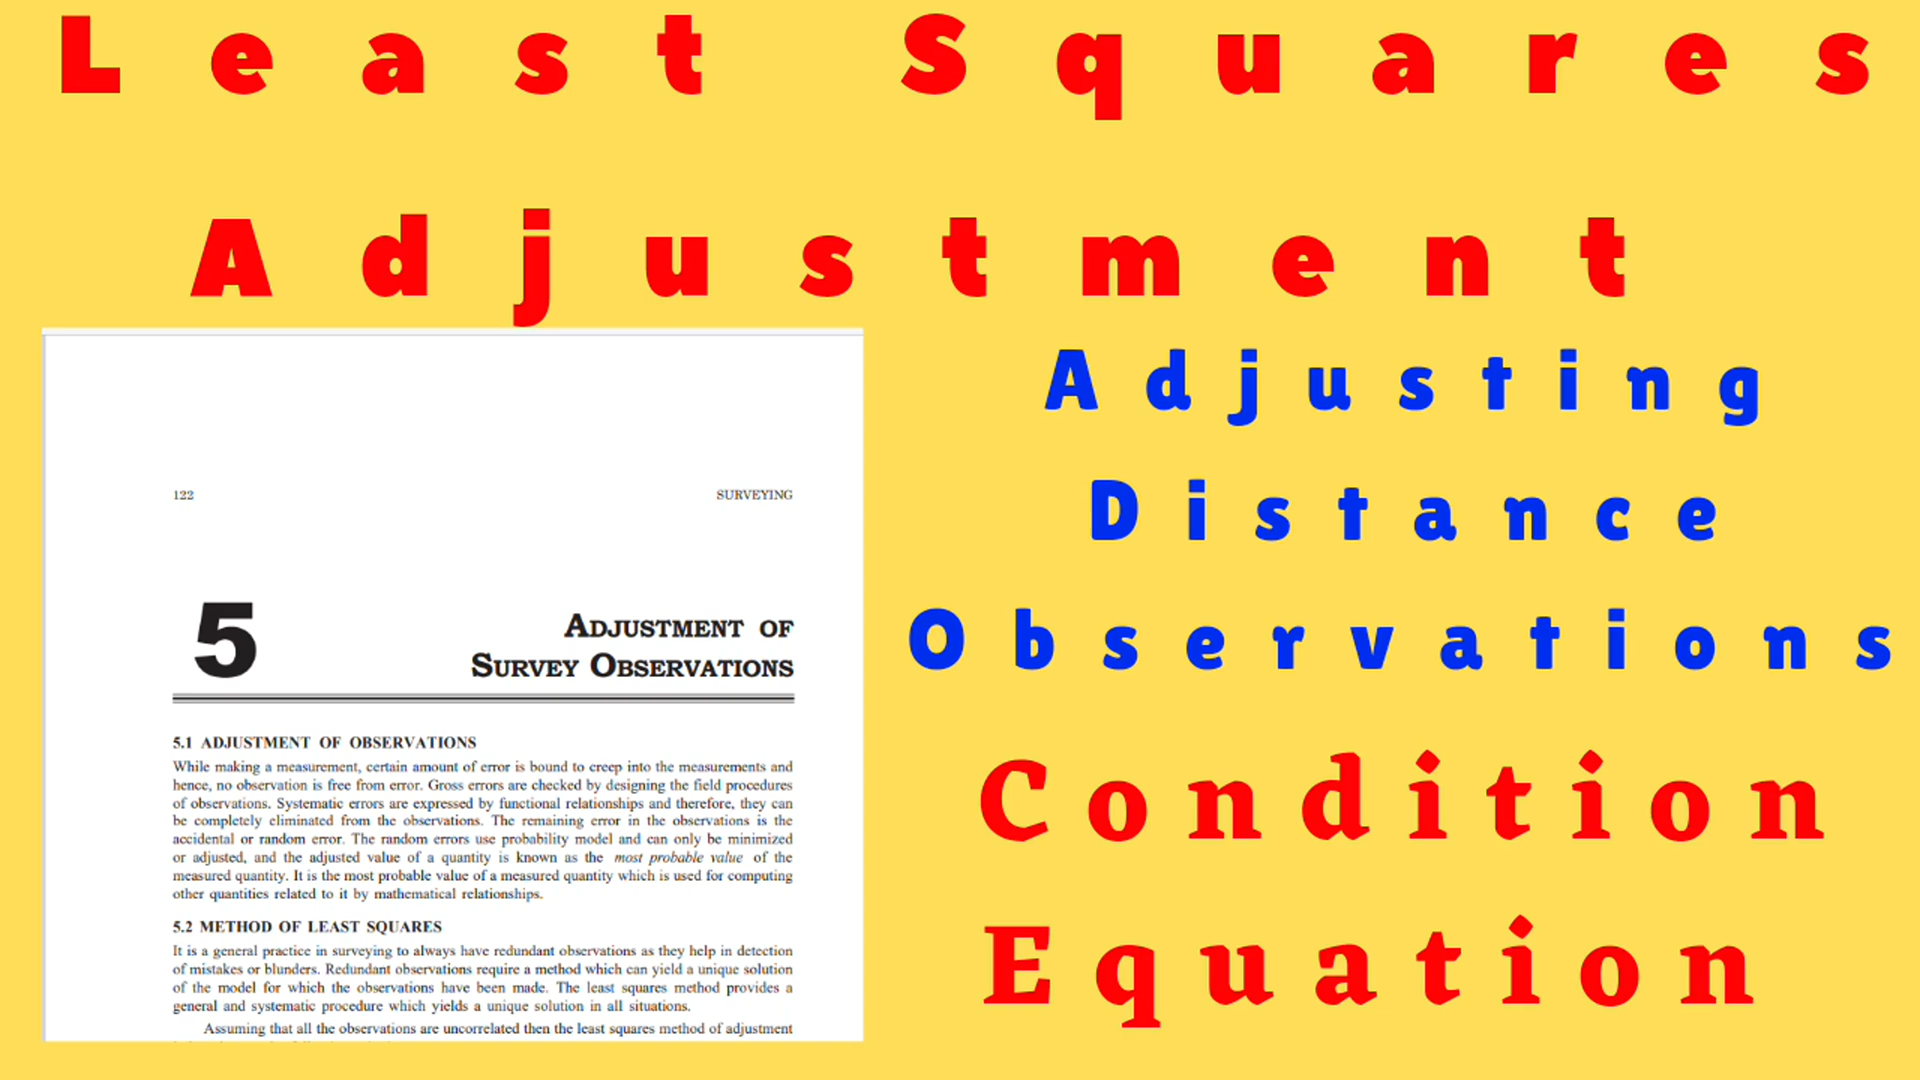 Least Squares
Adjustment
122 SURVEYING
5 ADJUSTMENT OF
SURVEY OBSERVATIONS
5.1 ADJUSTMENT OF OBSERVATIONS
While making a measurement, certain amount of error is bound to creep into the measurements and
hence, no observation is free from error. Gross errors are checked by designing the field procedures
of observations. Systematic errors are expressed by functional relationships and therefore, they can
be completely eliminated from the observations. The remaining error in the observations is the
accidental or random error. The random errors use probability model and can only be minimized
or adjusted, and the adjusted value of a quantity is known as the most probable value of the
measured quantity. It is the most probable value of a measured quantity which is used for computing
other quantities related to it by mathematical relationships.
5.2 METHOD OF LEAST SQUARES
It is a general practice in surveying to always have redundant observations as they help in detection
of mistakes or blunders. Redundant observations require a method which can yield a unique solution
of the model for which the observations have been made. The least squares method provides a
general and systematic procedure which yields a unique solution in all situations.
Assuming that all the observations are uncorrelated then the least squares method of adjustment
Adjusting
Distance
Observations
Condition
Equation